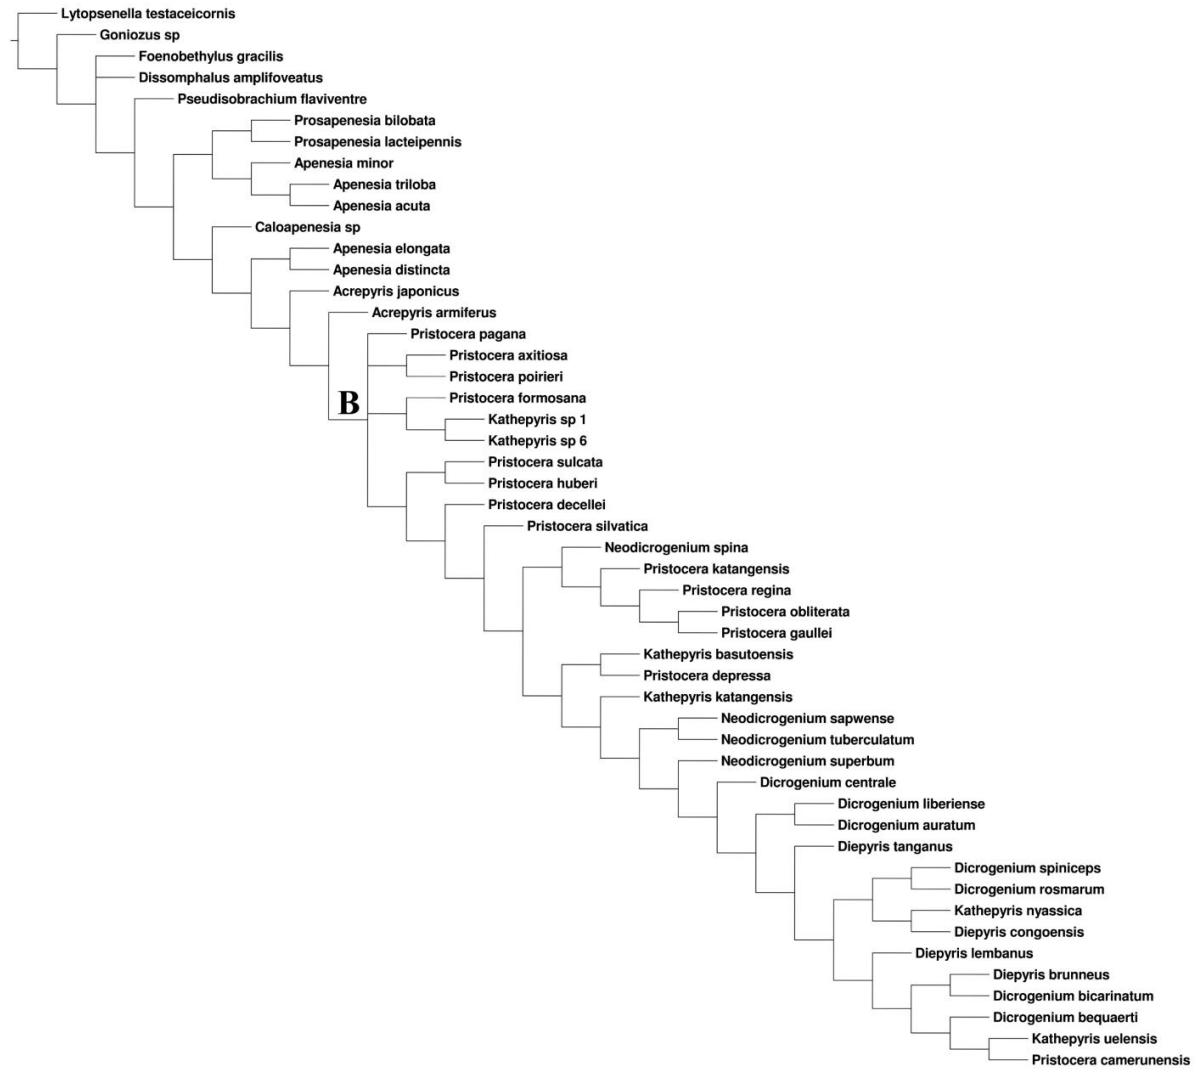 Lytopsenella testaceicornis
Goniozus sp
Foenobethylus gracilis
Dissomphalus amplifoveatus
Pseudisobrachium flaviventre
Prosapenesia bilobata
Prosapenesia lacteipennis
Apenesia minor
Apenesia triloba
Apenesia acuta
Caloapenesia sp
Apenesia elongata
Apenesia distincta
Acrepyris japonicus
Acrepyris armiferus
Pristocera pagana
Pristocera axitiosa
Pristocera poirieri
Pristocera formosana
B
Kathepyris sp 1
Kathepyris sp 6
Pristocera sulcata
Pristocera huberi
Pristocera decellei
Pristocera silvatica
Neodicrogenium spina
Pristocera katangensis
Pristocera regina
Pristocera obliterata
Pristocera gaullei
Kathepyris basutoensis
Pristocera depressa
Kathepyris katangensis
Neodicrogenium sapwense
Neodicrogenium tuberculatum
Neodicrogenium superbum
Dicrogenium centrale
Dicrogenium liberiense
Dicrogenium auratum
Diepyris tanganus
Dicrogenium spiniceps
Dicrogenium rosmarum
Kathepyris nyassica
Diepyris congoensis
Diepyris lembanus
Diepyris brunneus
Dicrogenium bicarinatum
Dicrogenium bequaerti
Kathepyris uelensis
Pristocera camerunensis